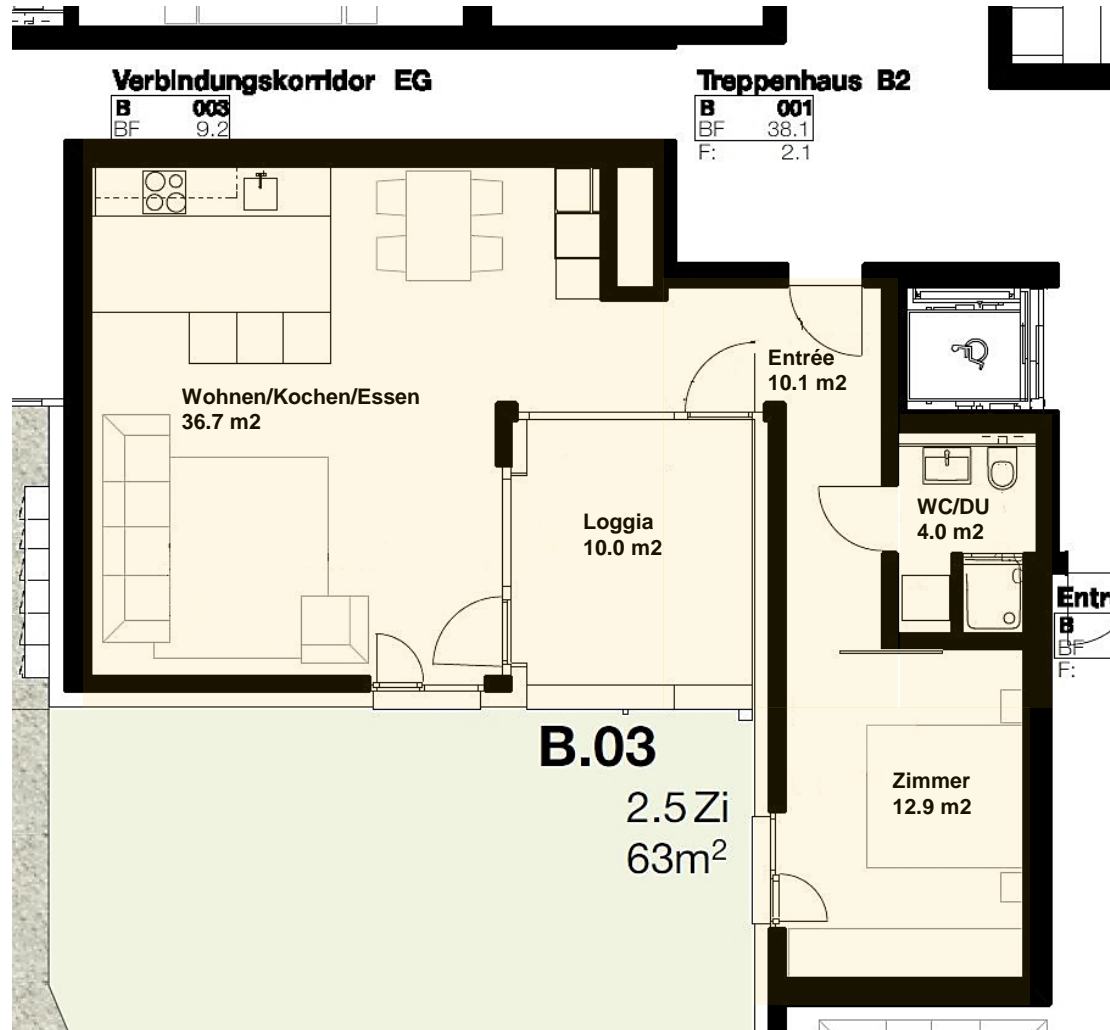 Verbindungskorridor EG
B 003
BF 9.2
Treppenhaus B2
B 001
BF 38.1
F: 2.1
Entrée
10.1 m2
Wohnen/Kochen/Essen
36.7 m2
WC/DU
4.0 m2
Loggia
10.0 m2
Entr
B
BF
F:
B.03
2.5 Zi
63m²
Zimmer
12.9 m2